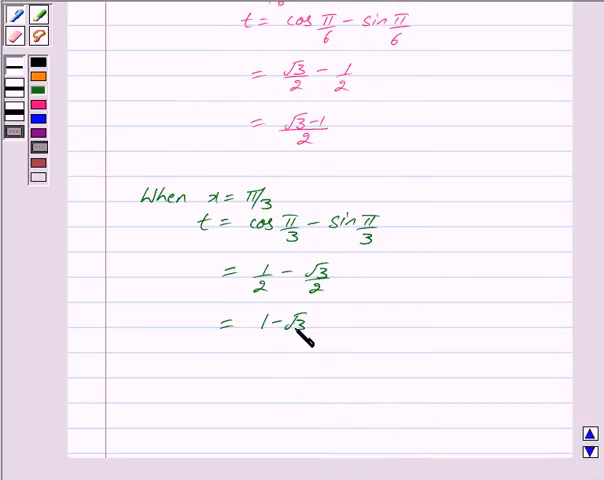 t = cos π/6 − sin π/6
= √3/2 − 1/2
= √3−1/2
When x = π/3
t = cos π/3 − sin π/3
= 1/2 − √3/2
= 1−√3